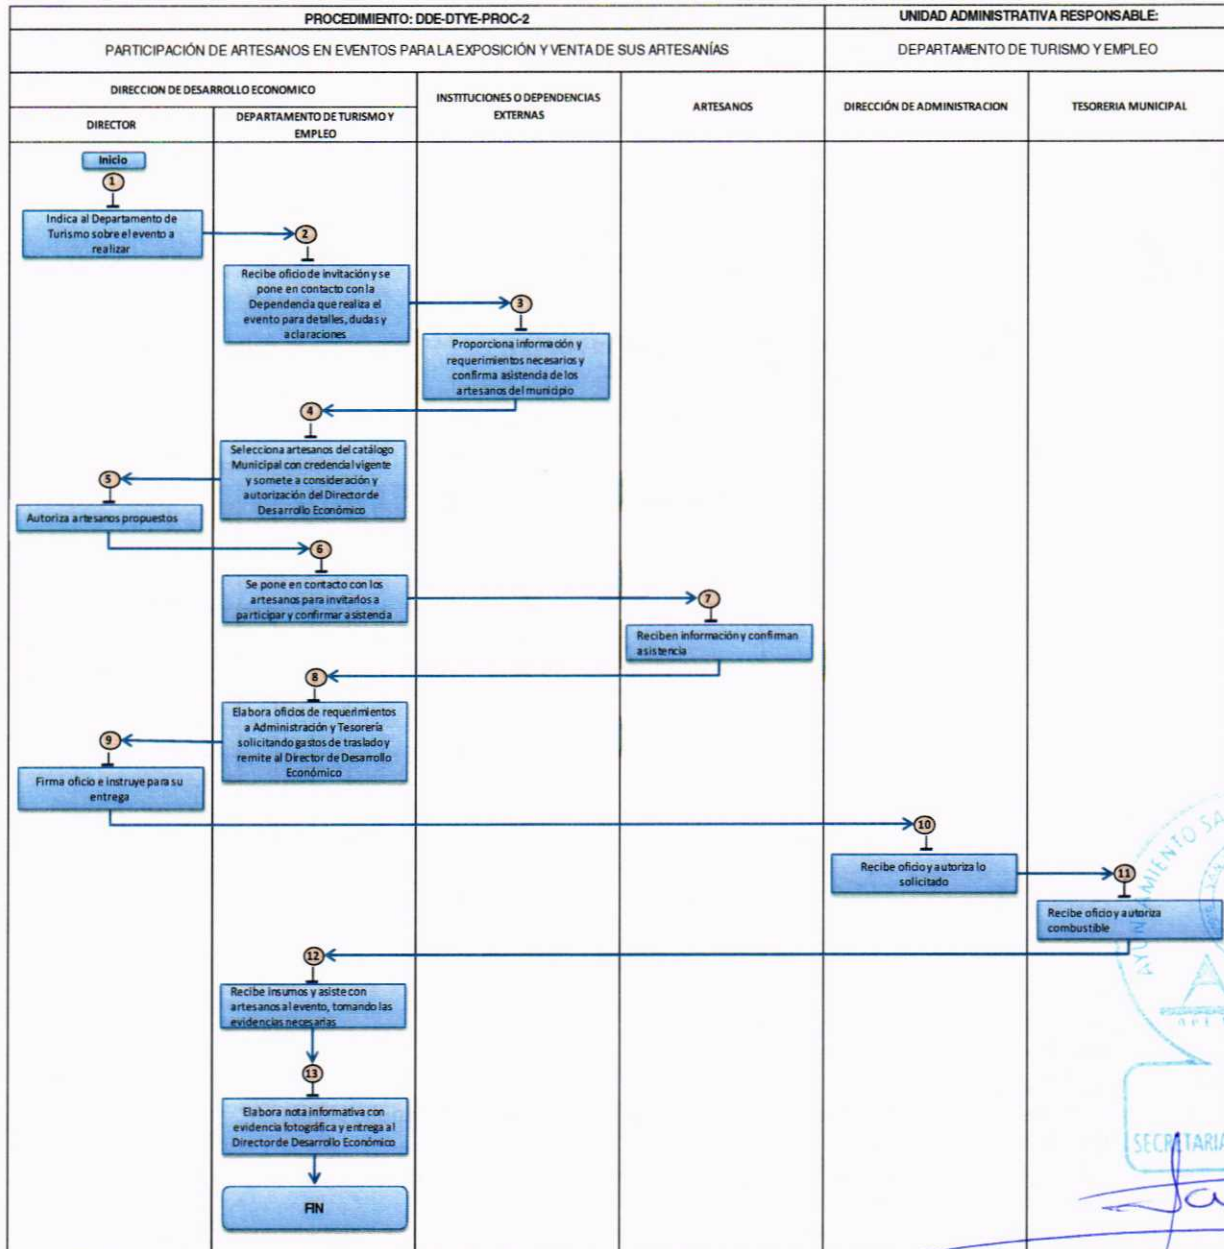 PROCEDIMIENTO: DDE-DTYE-PROC-2
UNIDAD ADMINISTRATIVA RESPONSABLE:
PARTICIPACIÓN DE ARTESANOS EN EVENTOS PARA LA EXPOSICIÓN Y VENTA DE SUS ARTESANÍAS
DEPARTAMENTO DE TURISMO Y EMPLEO
DIRECCION DE DESARROLLO ECONOMICO
DIRECTOR
DEPARTAMENTO DE TURISMO Y
EMPLEO
INSTITUCIONES O DEPENDENCIAS
EXTERNAS
ARTESANOS
DIRECCIÓN DE ADMINISTRACION
TESORERIA MUNICIPAL
Inicio
1
Indica al Departamento de
Turismo sobre el evento a
realizar
2
Recibe oficio de invitación y se
pone en contacto con la
Dependencia que realiza el
evento para detalles, dudas y
aclaraciones
3
Proporciona información y
requerimientos necesarios y
confirma asistencia de los
artesanos del municipio
4
Selecciona artesanos del catálogo
Municipal con credencial vigente
y somete a consideración y
autorización del Director de
Desarrollo Económico
5
Autoriza artesanos propuestos
6
Se pone en contacto con los
artesanos para invitarlos a
participar y confirmar asistencia
7
Reciben información y confirman
asistencia
8
Elabora oficios de requerimientos
a Administración y Tesorería
solicitando gastos de traslado y
remite al Director de Desarrollo
Económico
9
Firma oficio e instruye para su
entrega
10
Recibe oficio y autoriza lo
solicitado
11
Recibe oficio y autoriza
combustible
12
Recibe insumos y asiste con
artesanos al evento, tomando las
evidencias necesarias
13
Elabora nota informativa con
evidencia fotográfica y entrega al
Director de Desarrollo Económico
FIN
AYUNTAMIENTO SA
SECRETARIA